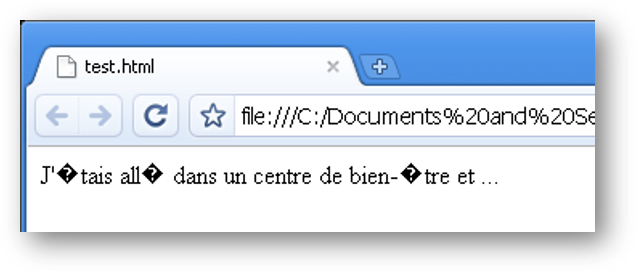 test.html
file:///C:/Documents%20and%20Se
J'�tais all� dans un centre de bien-�tre et ...